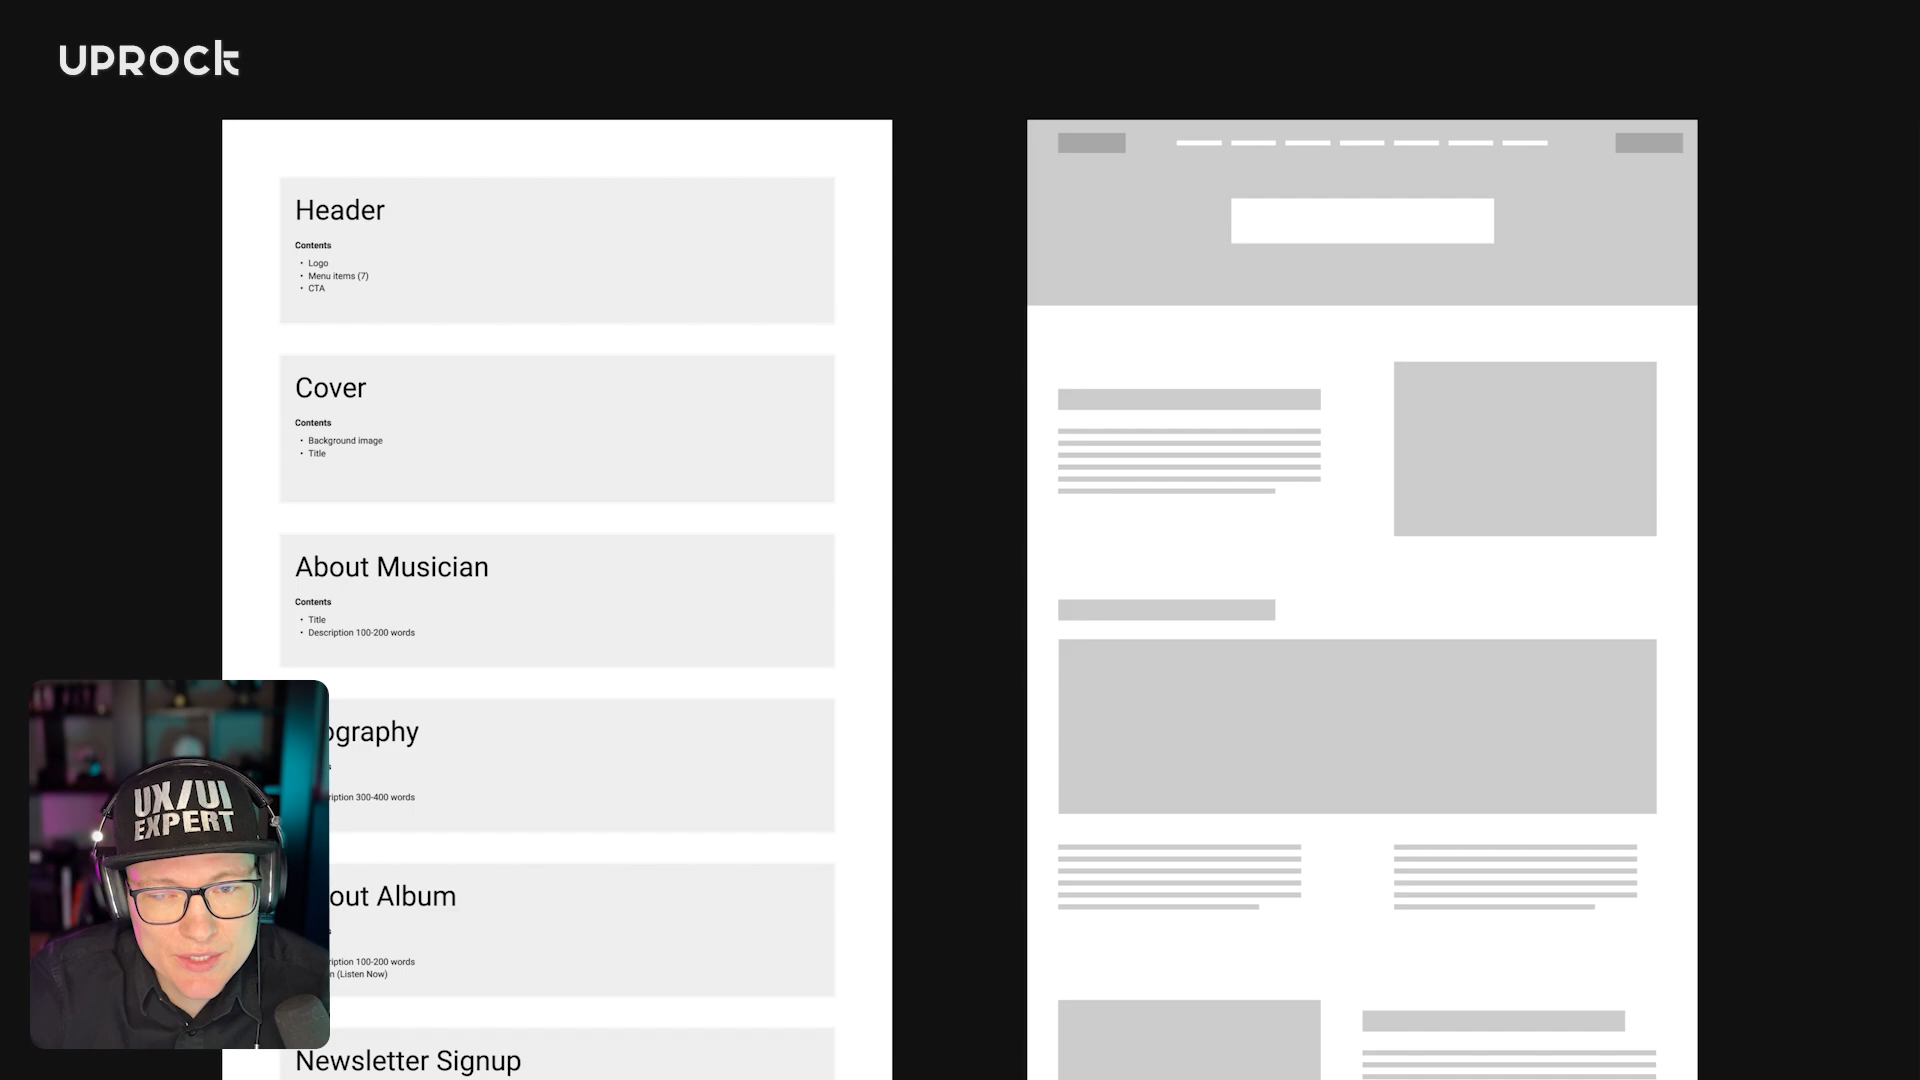 UPROCK
Header
Contents
• Logo
• Menu items (7)
• CTA
Cover
Contents
• Background image
• Title
About Musician
Contents
• Title
• Description 100-200 words
ography
s
ription 300-400 words
UX/UI
EXPERT
out Album
s
ription 100-200 words
n (Listen Now)
Newsletter Signup